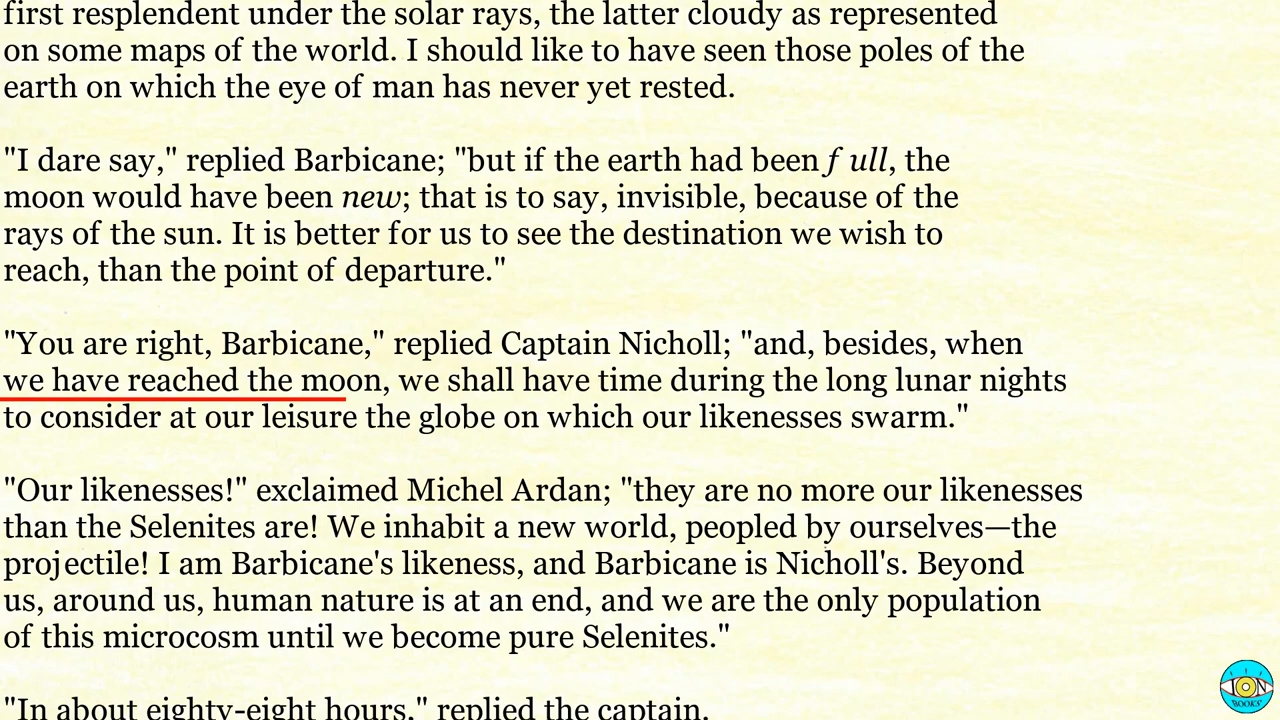 first resplendent under the solar rays, the latter cloudy as represented
on some maps of the world. I should like to have seen those poles of the
earth on which the eye of man has never yet rested.
"I dare say," replied Barbicane; "but if the earth had been f ull, the
moon would have been new; that is to say, invisible, because of the
rays of the sun. It is better for us to see the destination we wish to
reach, than the point of departure."
"You are right, Barbicane," replied Captain Nicholl; "and, besides, when
we have reached the moon, we shall have time during the long lunar nights
to consider at our leisure the globe on which our likenesses swarm."
"Our likenesses!" exclaimed Michel Ardan; "they are no more our likenesses
than the Selenites are! We inhabit a new world, peopled by ourselves—the
projectile! I am Barbicane's likeness, and Barbicane is Nicholl's. Beyond
us, around us, human nature is at an end, and we are the only population
of this microcosm until we become pure Selenites."
"In about eighty-eight hours," replied the captain.
ION
BOOKS